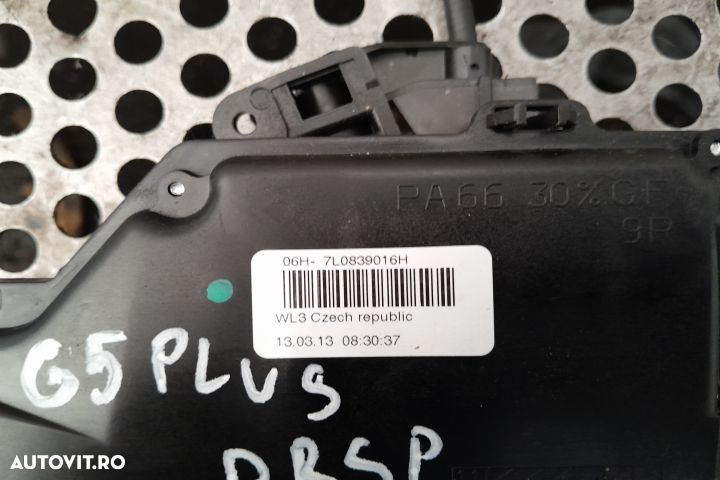 PA66 30%GF
9R
06H- 7L0839016H
WL3 Czech republic
13.03.13 08:30:37
G5 PLUS
DRSP
AUTOVIT.RO